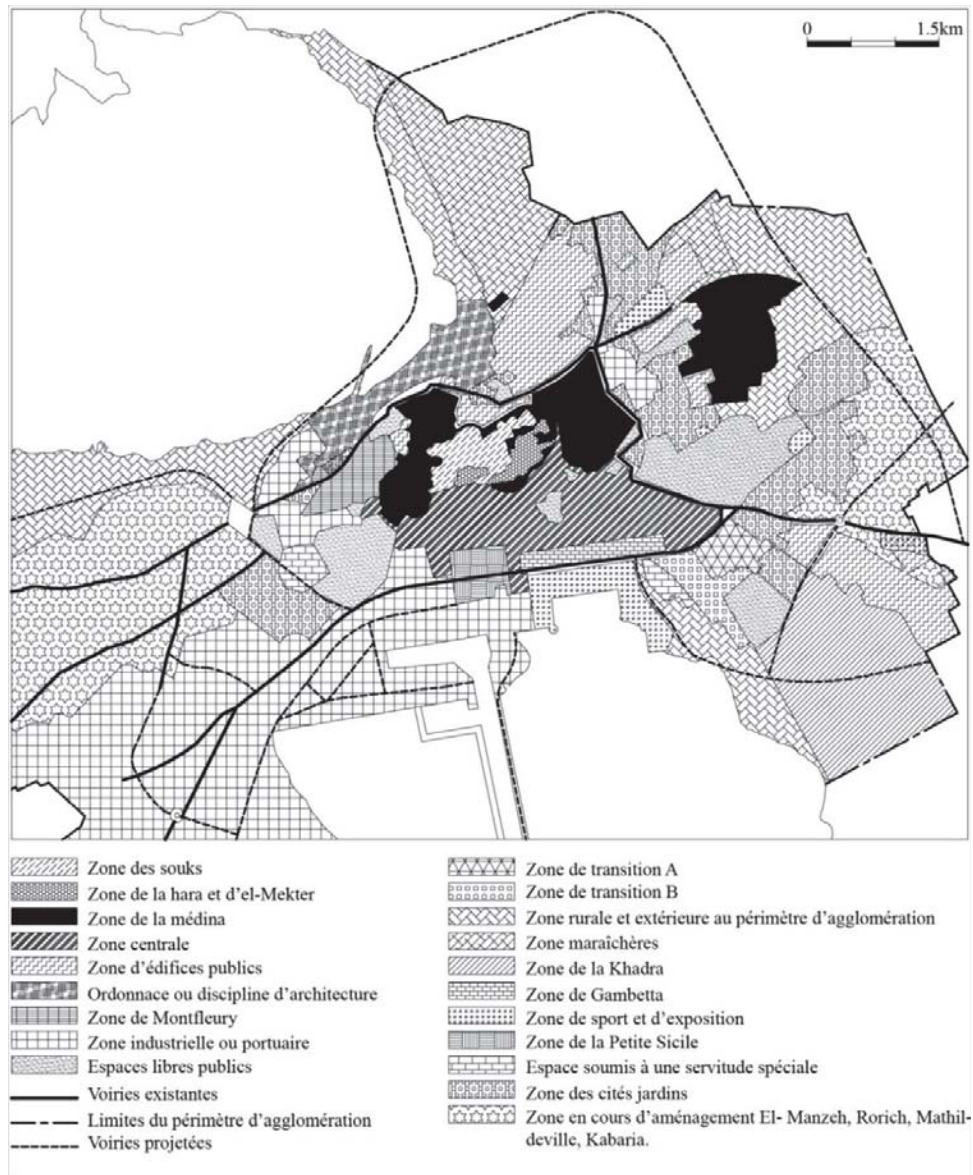 0 1.5km
Zone des souks
Zone de la hara et d'el-Mekter
Zone de la médina
Zone centrale
Zone d'édifices publics
Ordonnace ou discipline d'architecture
Zone de Montfleury
Zone industrielle ou portuaire
Espaces libres publics
Voiries existantes
Limites du périmètre d'agglomération
Voiries projetées
Zone de transition A
Zone de transition B
Zone rurale et extérieure au périmètre d'agglomération
Zone maraîchères
Zone de la Khadra
Zone de Gambetta
Zone de sport et d'exposition
Zone de la Petite Sicile
Espace soumis à une servitude spéciale
Zone des cités jardins
Zone en cours d'aménagement El- Manzeh, Rorich, Mathil-
deville, Kabaria.